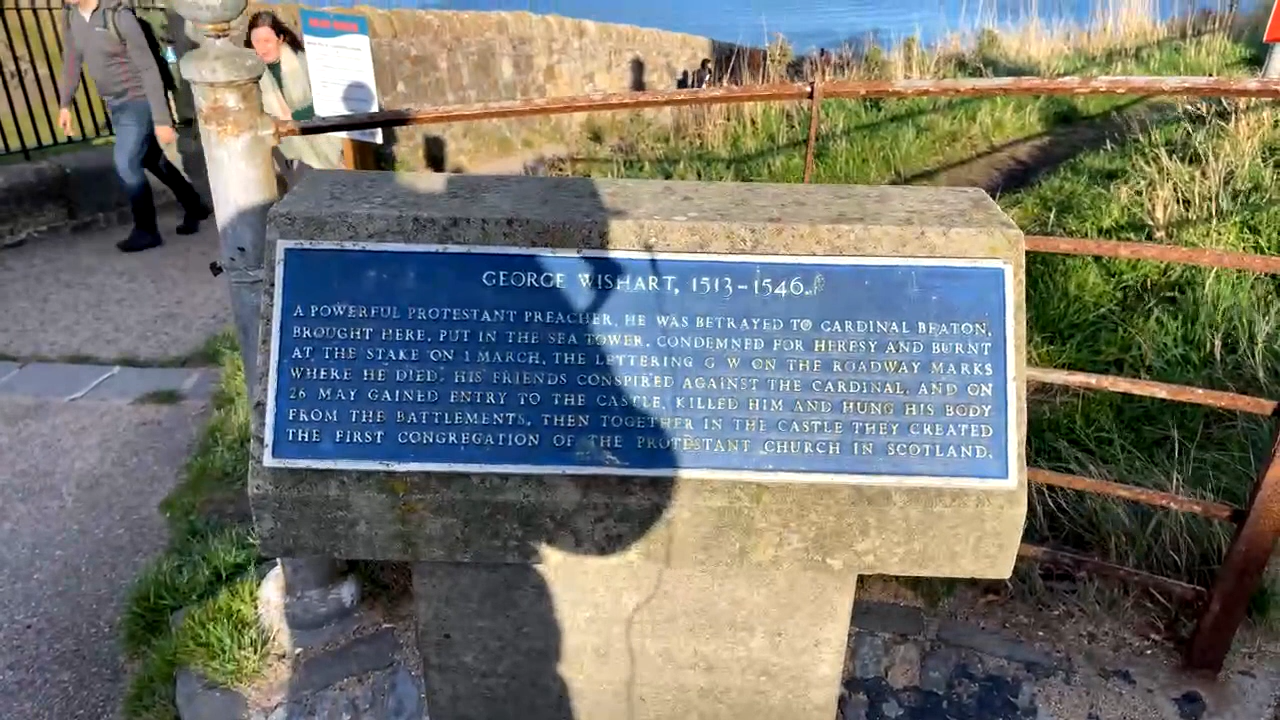 GEORGE WISHART, 1513-1546.
A POWERFUL PROTESTANT PREACHER, HE WAS BETRAYED TO CARDINAL BEATON,
BROUGHT HERE, PUT IN THE SEA TOWER, CONDEMNED FOR HERESY AND BURNT
AT THE STAKE ON 1 MARCH, THE LETTERING G W ON THE ROADWAY MARKS
WHERE HE DIED. HIS FRIENDS CONSPIRED AGAINST THE CARDINAL, AND ON
26 MAY GAINED ENTRY TO THE CASTLE, KILLED HIM AND HUNG HIS BODY
FROM THE BATTLEMENTS, THEN TOGETHER IN THE CASTLE THEY CREATED
THE FIRST CONGREGATION OF THE PROTESTANT CHURCH IN SCOTLAND.